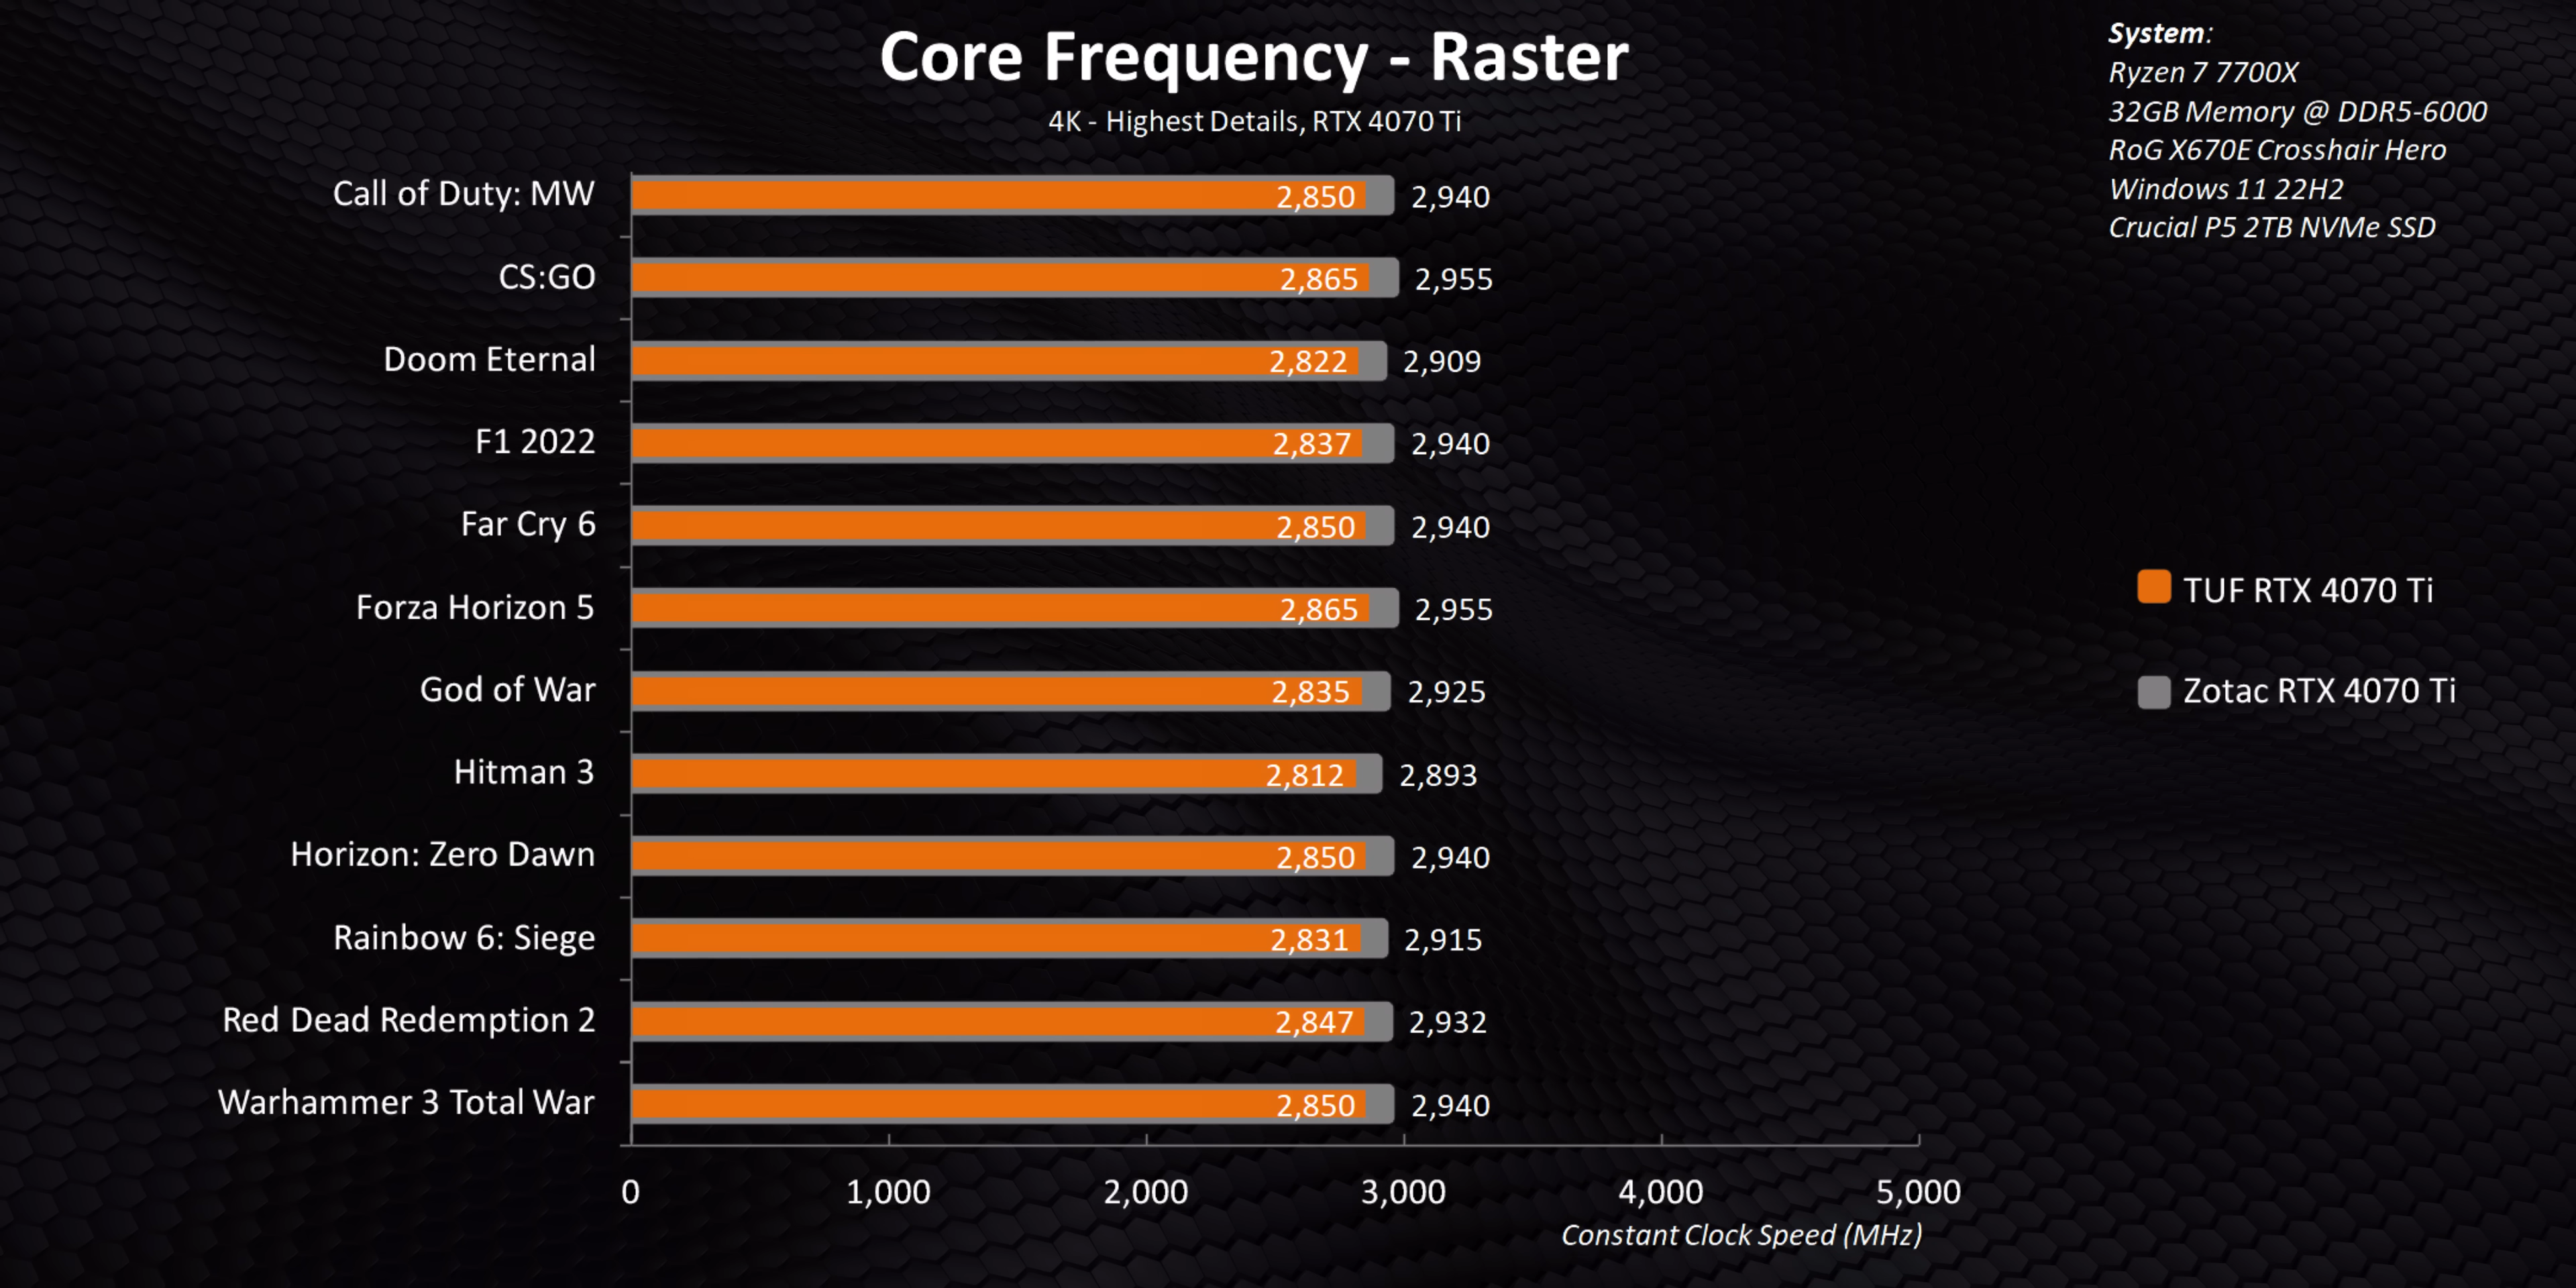 Core Frequency - Raster
4K - Highest Details, RTX 4070 Ti
System:
Ryzen 7 7700X
32GB Memory @ DDR5-6000
RoG X670E Crosshair Hero
Windows 11 22H2
Crucial P5 2TB NVMe SSD
Call of Duty: MW 2,850 2,940
CS:GO 2,865 2,955
Doom Eternal 2,822 2,909
F1 2022 2,837 2,940
Far Cry 6 2,850 2,940
Forza Horizon 5 2,865 2,955
God of War 2,835 2,925
Hitman 3 2,812 2,893
Horizon: Zero Dawn 2,850 2,940
Rainbow 6: Siege 2,831 2,915
Red Dead Redemption 2 2,847 2,932
Warhammer 3 Total War 2,850 2,940
0 1,000 2,000 3,000 4,000 5,000
Constant Clock Speed (MHz)
TUF RTX 4070 Ti
Zotac RTX 4070 Ti